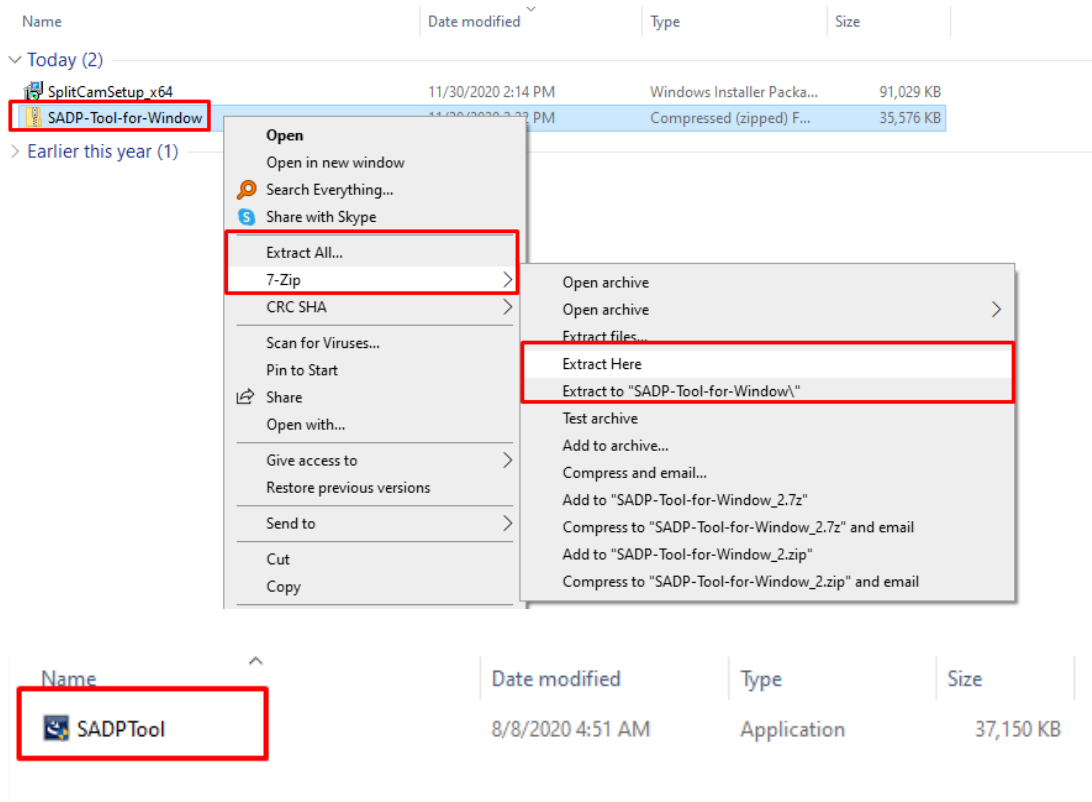 Name Date modified Type Size
Today (2)
SplitCamSetup_x64 11/30/2020 2:14 PM Windows Installer Packa... 91,029 KB
SADP-Tool-for-Window PM Compressed (zipped) F... 35,576 KB
Earlier this year (1)
Open
Open in new window
Search Everything...
Share with Skype
Extract All...
7-Zip
CRC SHA
Scan for Viruses...
Pin to Start
Share
Open with...
Give access to
Restore previous versions
Send to
Cut
Copy
Open archive
Open archive
Extract files...
Extract Here
Extract to "SADP-Tool-for-Window\"
Test archive
Add to archive...
Compress and email...
Add to "SADP-Tool-for-Window_2.7z"
Compress to "SADP-Tool-for-Window_2.7z" and email
Add to "SADP-Tool-for-Window_2.zip"
Compress to "SADP-Tool-for-Window_2.zip" and email
Name Date modified Type Size
SADPTool 8/8/2020 4:51 AM Application 37,150 KB